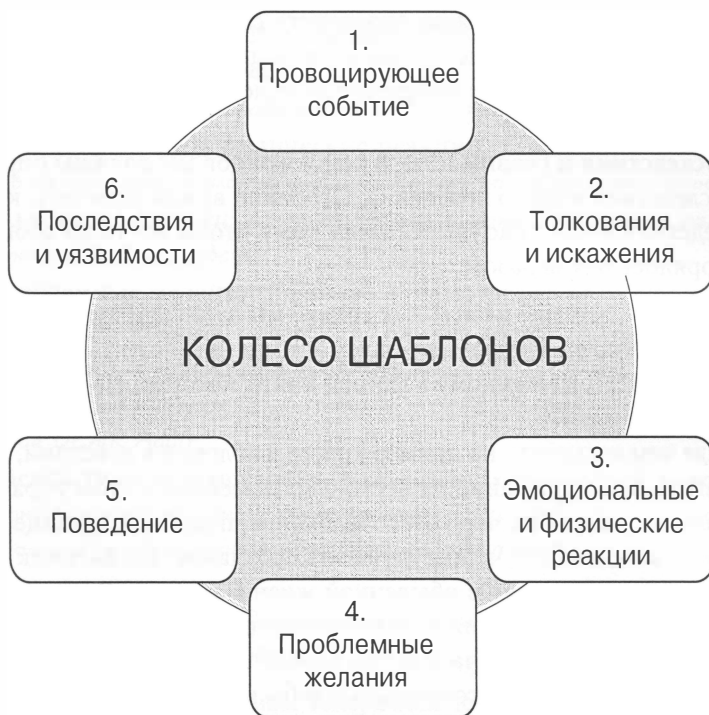 1.
Провоцирующее
событие
2.
Толкования
и искажения
3.
Эмоциональные
и физические
реакции
4.
Проблемные
желания
5.
Поведение
6.
Последствия
и уязвимости
КОЛЕСО ШАБЛОНОВ